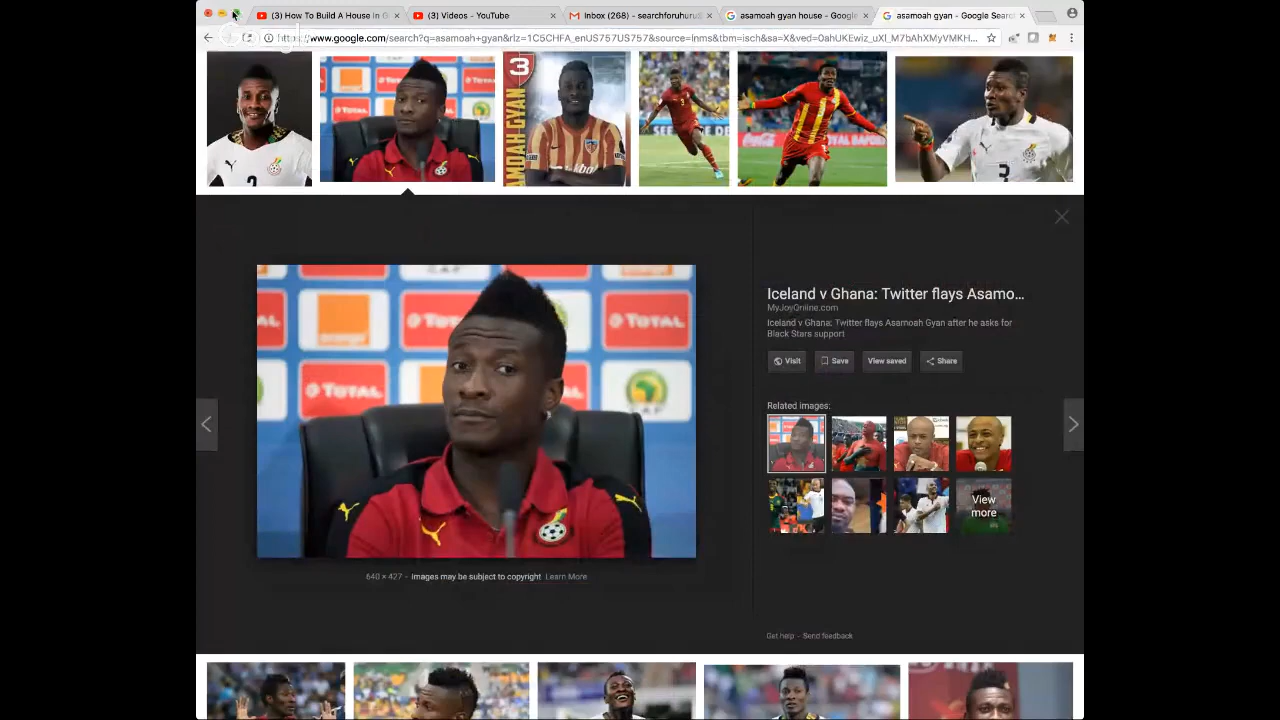 (3) How To Build A House in G
(3) Videos - YouTube
Inbox (268) - searchforuhurus
asamoah gyan house - Google
asamoah gyan - Google Search
https://www.google.com/search?q=asamoah+gyan&rlz=1C5CHFA_enUS757US757&source=lnms&tbm=isch&sa=X&ved=
3
AMOAH GYAN
3
Iceland v Ghana: Twitter flays Asamo...
MyJoyOnline.com
Iceland v Ghana: Twitter flays Asamoah Gyan after he asks for
Black Stars support
Visit
Save
View saved
Share
orange
TOTAL
TOTAL
TOTAL
Related images:
View
more
640 × 427 - Images may be subject to copyright Learn More
Get help - Send feedback